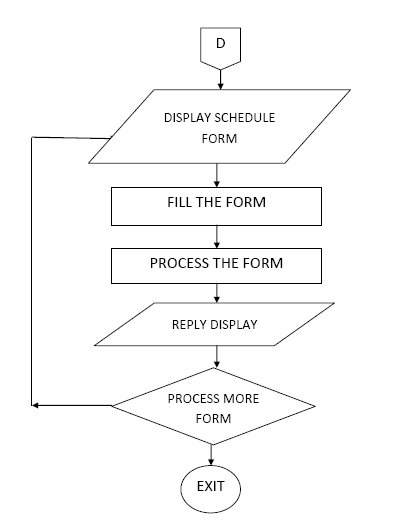 D
DISPLAY SCHEDULE
FORM
FILL THE FORM
PROCESS THE FORM
REPLY DISPLAY
PROCESS MORE
FORM
EXIT